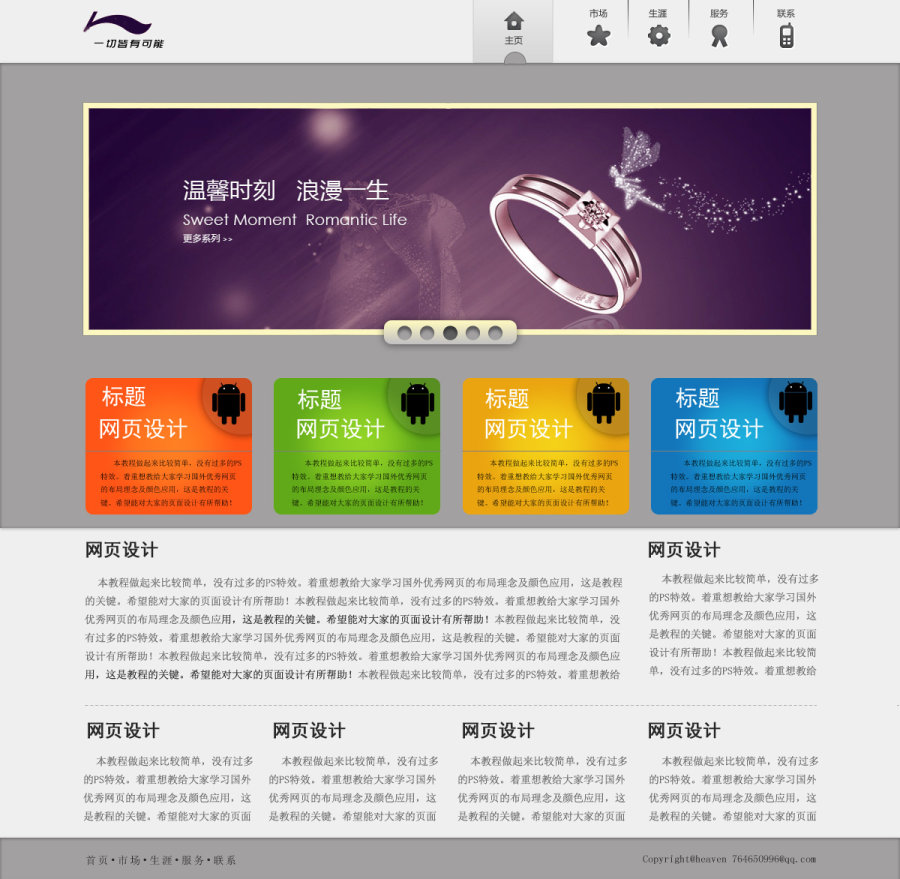 一切皆有可能
主页
市场
生涯
服务
联系
温馨时刻 浪漫一生
Sweet Moment Romantic Life
更多系列 >>
标题
网页设计
本教程做起来比较简单，没有过多的PS
特效。着重想教给大家学习国外优秀网页
的布局理念及颜色应用，这是教程的关
键。希望能对大家的页面设计有所帮助！
标题
网页设计
本教程做起来比较简单，没有过多的PS
特效。着重想教给大家学习国外优秀网页
的布局理念及颜色应用，这是教程的关
键。希望能对大家的页面设计有所帮助！
标题
网页设计
本教程做起来比较简单，没有过多的PS
特效。着重想教给大家学习国外优秀网页
的布局理念及颜色应用，这是教程的关
键。希望能对大家的页面设计有所帮助！
标题
网页设计
本教程做起来比较简单，没有过多的PS
特效。着重想教给大家学习国外优秀网页
的布局理念及颜色应用，这是教程的关
键。希望能对大家的页面设计有所帮助！
网页设计
本教程做起来比较简单，没有过多的PS特效。着重想教给大家学习国外优秀网页的布局理念及颜色应用，这是教程
的关键。希望能对大家的页面设计有所帮助！本教程做起来比较简单，没有过多的PS特效。着重想教给大家学习国外
优秀网页的布局理念及颜色应用，这是教程的关键。希望能对大家的页面设计有所帮助！本教程做起来比较简单，没
有过多的PS特效。着重想教给大家学习国外优秀网页的布局理念及颜色应用，这是教程的关键。希望能对大家的页面
设计有所帮助！本教程做起来比较简单，没有过多的PS特效。着重想教给大家学习国外优秀网页的布局理念及颜色应
用，这是教程的关键。希望能对大家的页面设计有所帮助！本教程做起来比较简单，没有过多的PS特效。着重想教给
网页设计
本教程做起来比较简单，没有过多
的PS特效。着重想教给大家学习国外
优秀网页的布局理念及颜色应用，这
是教程的关键。希望能对大家的页面
设计有所帮助！本教程做起来比较简
单，没有过多的PS特效。着重想教给
网页设计
本教程做起来比较简单，没有过多
的PS特效。着重想教给大家学习国外
优秀网页的布局理念及颜色应用，这
是教程的关键。希望能对大家的页面
网页设计
本教程做起来比较简单，没有过多
的PS特效。着重想教给大家学习国外
优秀网页的布局理念及颜色应用，这
是教程的关键。希望能对大家的页面
网页设计
本教程做起来比较简单，没有过多
的PS特效。着重想教给大家学习国外
优秀网页的布局理念及颜色应用，这
是教程的关键。希望能对大家的页面
网页设计
本教程做起来比较简单，没有过多
的PS特效。着重想教给大家学习国外
优秀网页的布局理念及颜色应用，这
是教程的关键。希望能对大家的页面
首页•市场•生涯•服务•联系
Copyright@heaven 764650996@qq.com